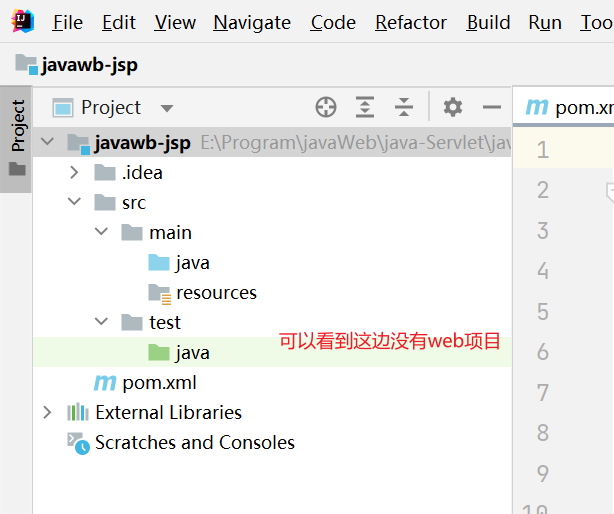 File Edit View Navigate Code Refactor Build Run Too
javawb-jsp
Project
Project
pom.xm
javawb-jsp E:\Program\javaWeb\java-Servlet\jav
.idea
src
main
java
resources
test
java
pom.xml
External Libraries
Scratches and Consoles
可以看到这边没有web项目
1
2
3
4
5
6
7
8
9
10